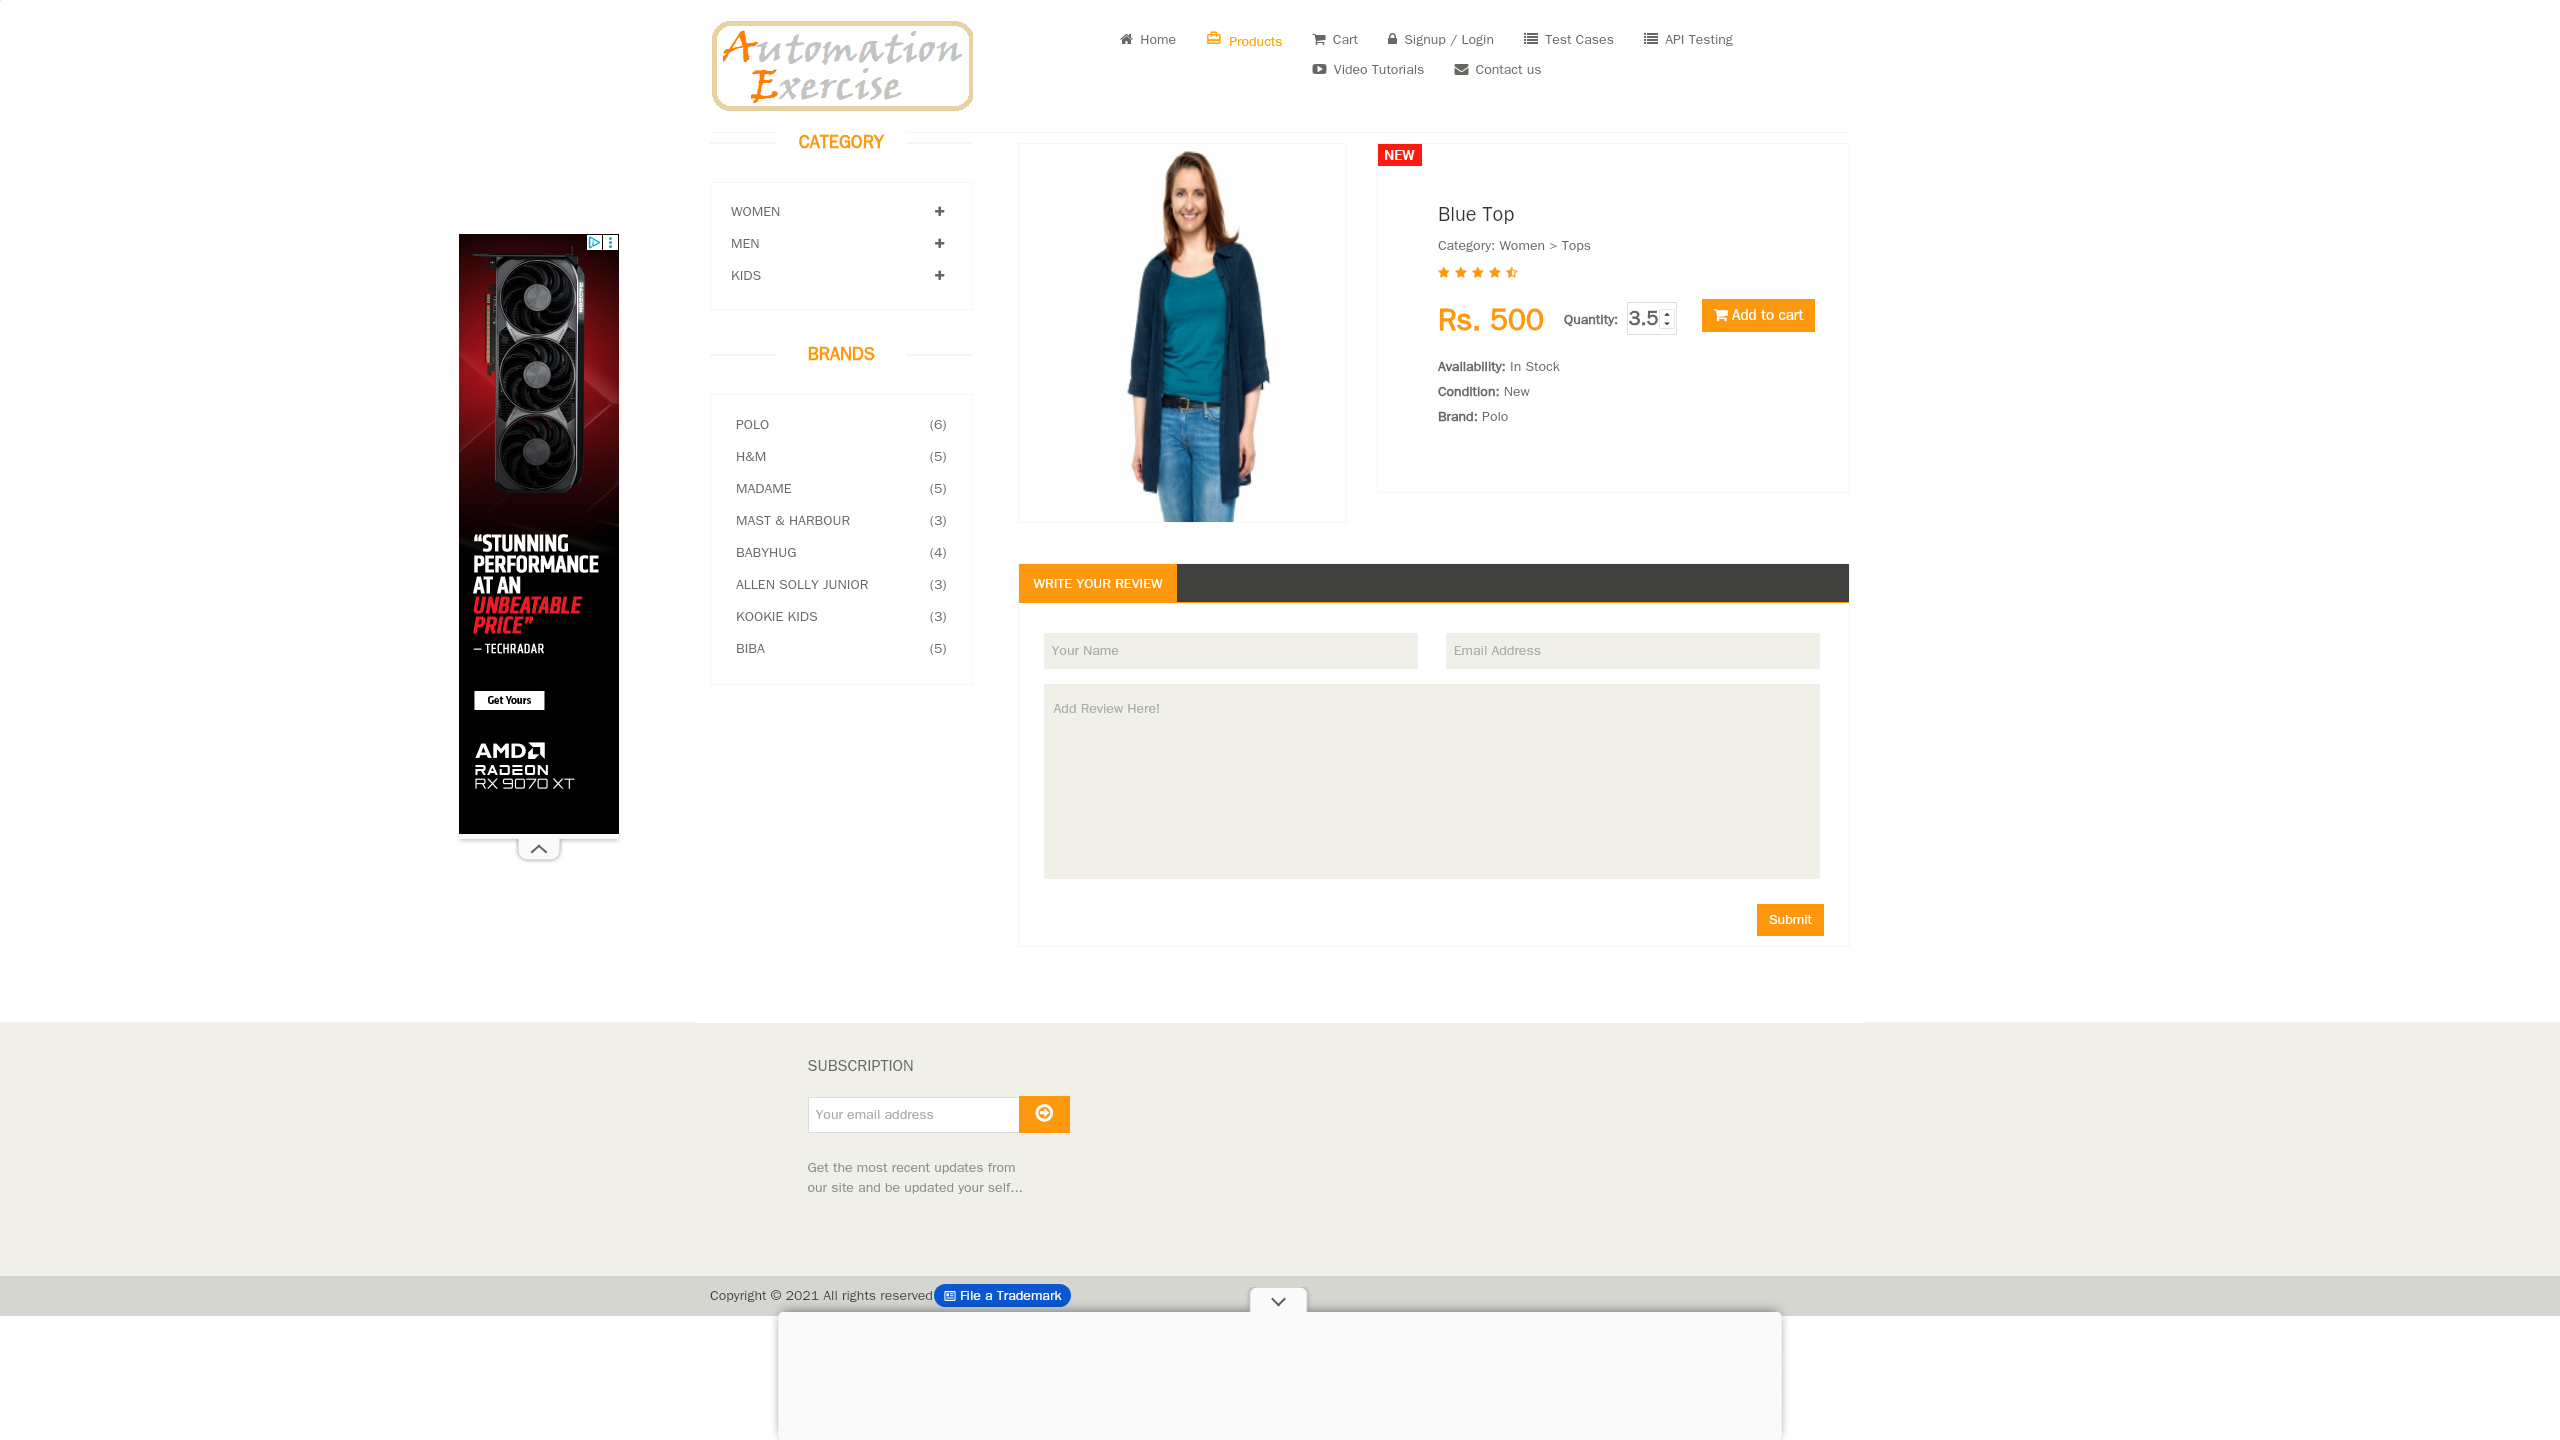 Automation
Exercise
Home
Products
Cart
Signup / Login
Test Cases
API Testing
Video Tutorials
Contact us
CATEGORY
WOMEN
MEN
KIDS
BRANDS
POLO (6)
H&M (5)
MADAME (5)
MAST & HARBOUR (3)
BABYHUG (4)
ALLEN SOLLY JUNIOR (3)
KOOKIE KIDS (3)
BIBA (5)
NEW
Blue Top
Category: Women > Tops
Rs. 500 Quantity: 3.5 Add to cart
Availability: In Stock
Condition: New
Brand: Polo
WRITE YOUR REVIEW
Your Name
Email Address
Add Review Here!
Submit
“STUNNING
PERFORMANCE
AT AN
UNBEATABLE
PRICE”
– TECHRADAR
Get Yours
AMD
RADEON
RX 9070 XT
SUBSCRIPTION
Your email address
Get the most recent updates from
our site and be updated your self...
Copyright © 2021 All rights reserved
File a Trademark